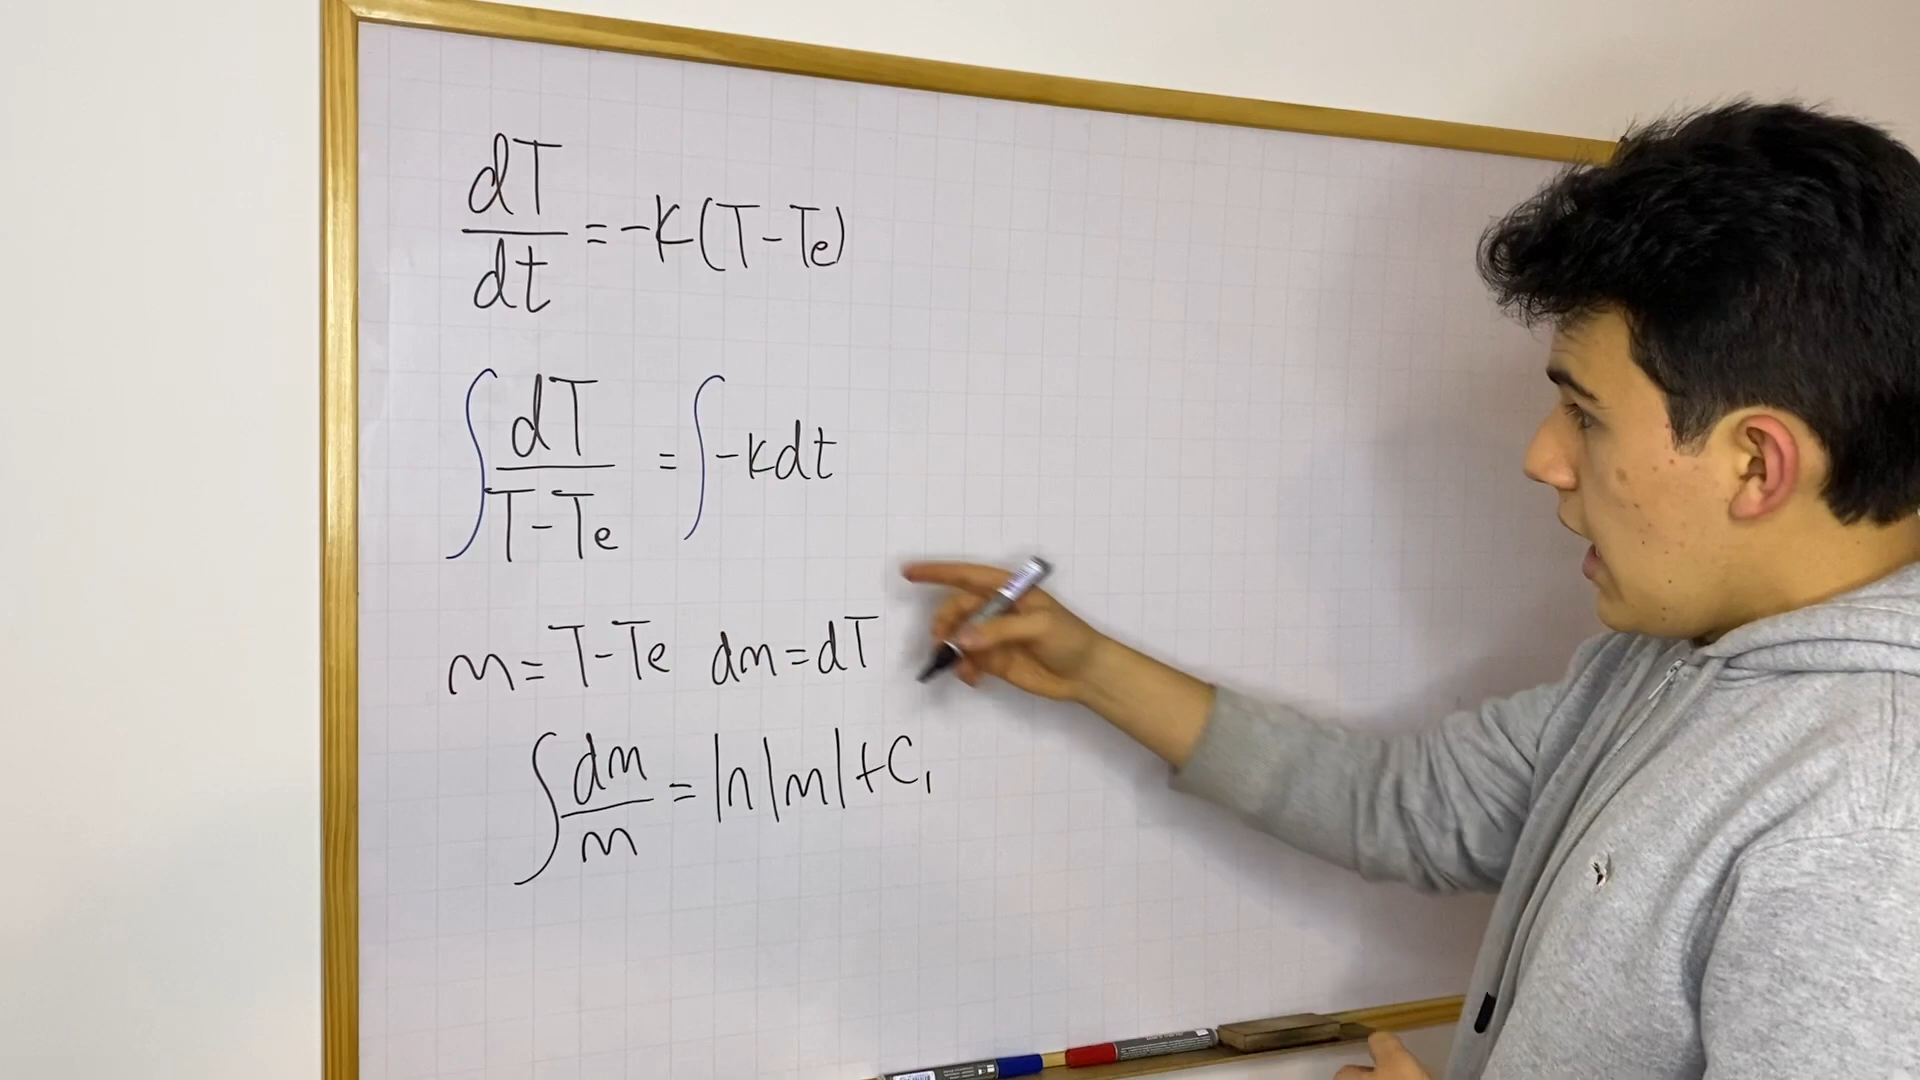 dT/dt = -K(T-Te)
∫ dT/(T-Te) = ∫ -kdt
m = T-Te dm = dT
∫ dm/m = ln|m| + C₁